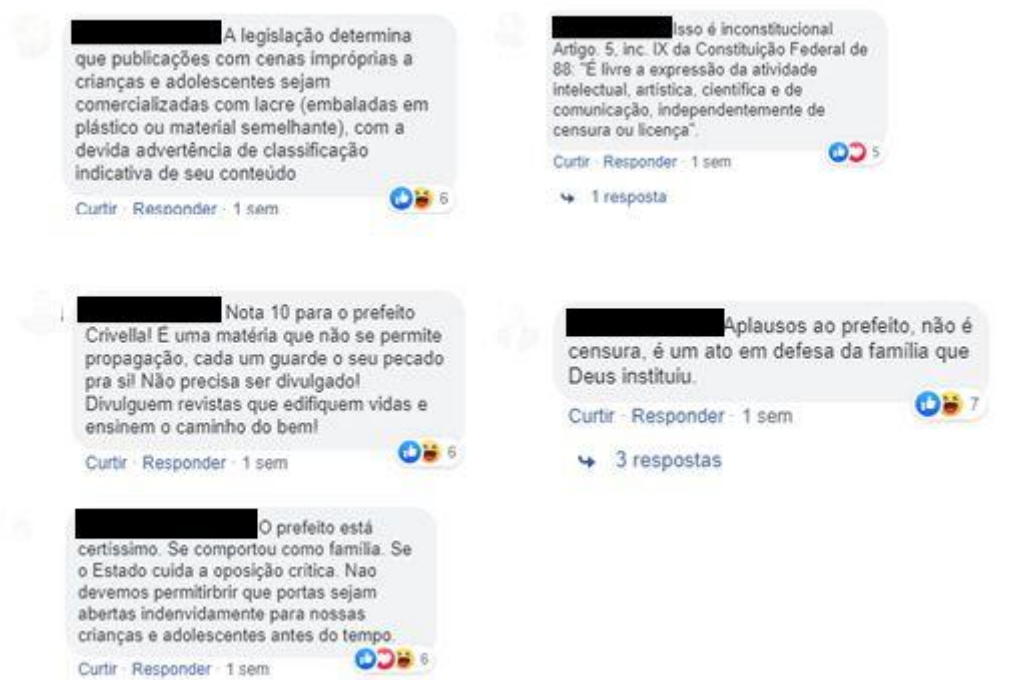 A legislação determina
que publicações com cenas impróprias a
crianças e adolescentes sejam
comercializadas com lacre (embaladas em
plástico ou material semelhante), com a
devida advertência de classificação
indicativa de seu conteúdo
6
Curtir · Responder · 1 sem
Isso é inconstitucional
Artigo. 5, inc. IX da Constituição Federal de
88: "É livre a expressão da atividade
intelectual, artística, cientifica e de
comunicação, independentemente de
censura ou licença".
5
Curtir · Responder · 1 sem
1 resposta
Nota 10 para o prefeito
Crivella! E uma matéria que não se permite
propagação, cada um guarde o seu pecado
pra si! Não precisa ser divulgado!
Divulguem revistas que edifiquem vidas e
ensinem o caminho do bem!
6
Curtir · Responder · 1 sem
Aplausos ao prefeito, não é
censura, é um ato em defesa da família que
Deus instituiu.
7
Curtir · Responder · 1 sem
3 respostas
O prefeito está
certíssimo. Se comportou como família. Se
o Estado cuida a oposição critica. Nao
devemos permitirbrir que portas sejam
abertas indenvidamente para nossas
crianças e adolescentes antes do tempo.
6
Curtir · Responder · 1 sem